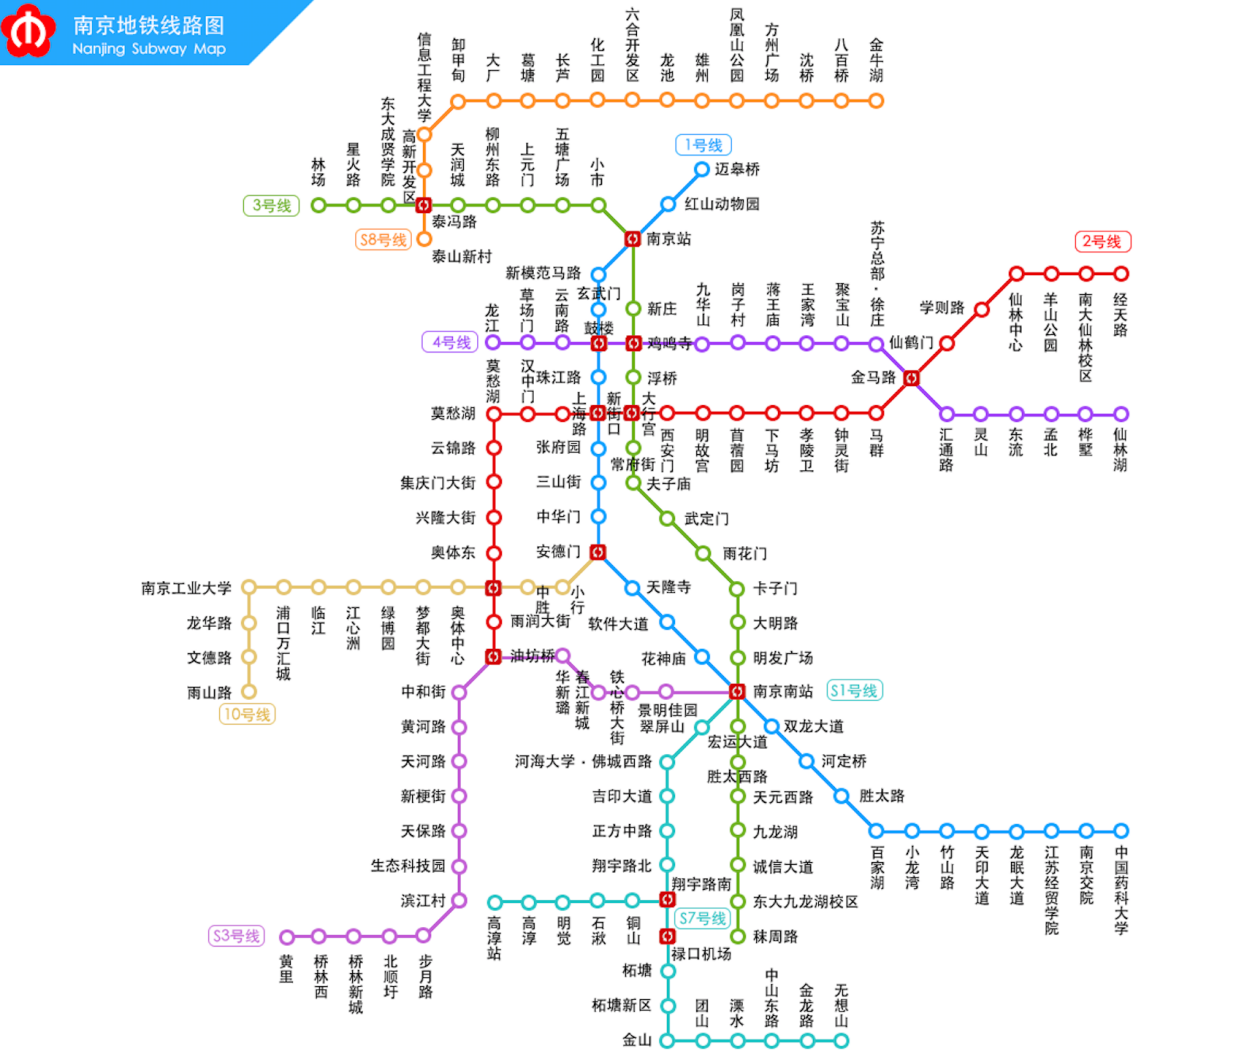 南京地铁线路图
Nanjing Subway Map
信息工程大学
卸甲甸
大厂
葛塘
长芦
化工园
六合开发区
龙池
雄州
凤凰山公园
方州广场
沈桥
八百桥
金牛湖
高新开发区
泰冯路
S8号线
泰山新村
3号线
林场
星火路
东大成贤学院
天润城
柳州东路
上元门
五塘广场
小市
1号线
迈皋桥
红山动物园
南京站
新模范马路
玄武门
新庄
4号线
龙江
草场门
云南路
鼓楼
鸡鸣寺
九华山
岗子村
蒋王庙
王家湾
聚宝山
苏宁总部·徐庄
2号线
学则路
仙鹤门
金马路
仙林中心
羊山公园
南大仙林校区
经天路
汇通路
灵山
东流
孟北
桦墅
仙林湖
珠江路
浮桥
莫愁湖
莫愁湖
汉中门
上海路
新街口
大行宫
西安门
明故宫
苜蓿园
下马坊
孝陵卫
钟灵街
马群
云锦路
集庆门大街
兴隆大街
奥体东
张府园
三山街
中华门
安德门
常府街
夫子庙
武定门
雨花门
卡子门
大明路
明发广场
南京南站
S1号线
南京工业大学
龙华路
文德路
雨山路
10号线
浦口万汇城
临江
江心洲
绿博园
梦都大街
奥体中心
中胜
小行
雨润大街
油坊桥
天隆寺
软件大道
花神庙
华新路
春江新城
铁心桥大街
景明佳园
翠屏山
中和街
黄河路
天河路
新梗街
天保路
生态科技园
滨江村
S3号线
黄里
桥林西
桥林新城
北顺圩
步月路
河海大学·佛城西路
吉印大道
正方中路
翔宇路北
翔宇路南
S7号线
禄口机场
高淳站
高淳
明觉
石湫
铜山
柘塘
柘塘新区
金山
团山
溧水
中山东路
金龙路
无想山
宏运大道
胜太西路
天元西路
九龙湖
诚信大道
东大九龙湖校区
秣周路
双龙大道
河定桥
胜太路
百家湖
小龙湾
竹山路
天印大道
龙眠大道
江苏经贸学院
南京交院
中国药科大学